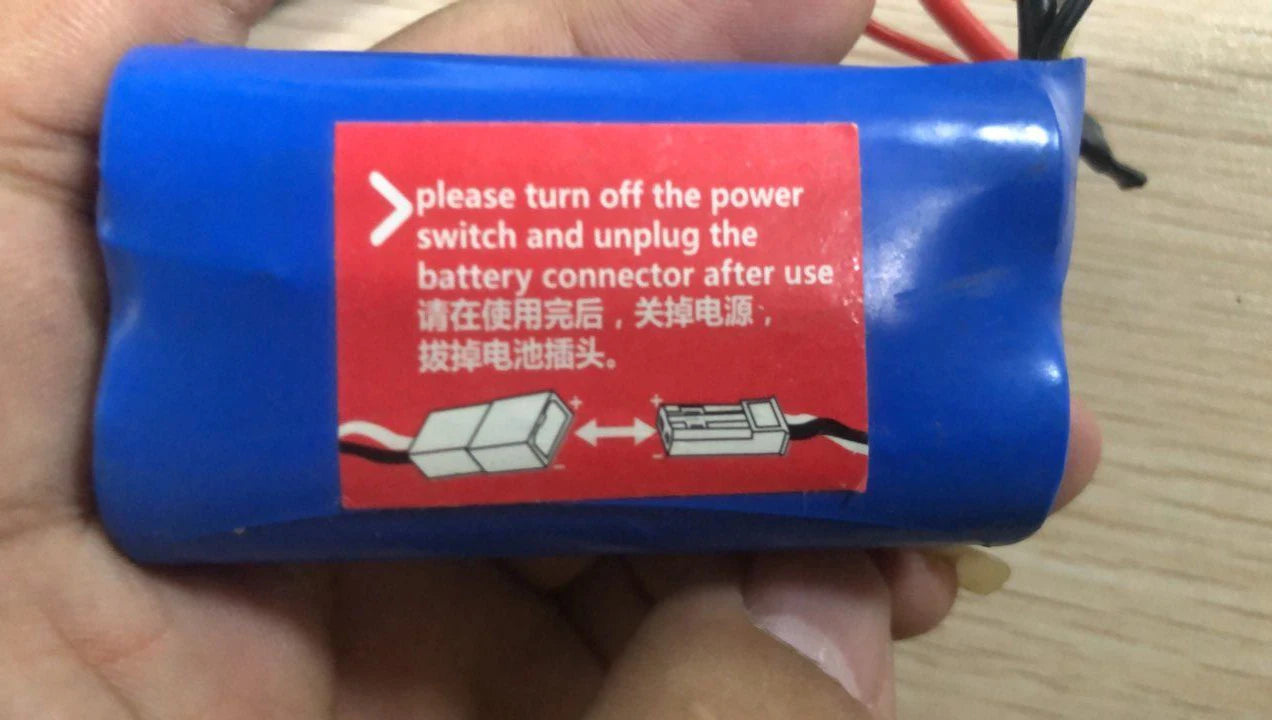 please turn off the power
switch and unplug the
battery connector after use
请在使用完后，关掉电源，
拔掉电池插头。
+ +
- -